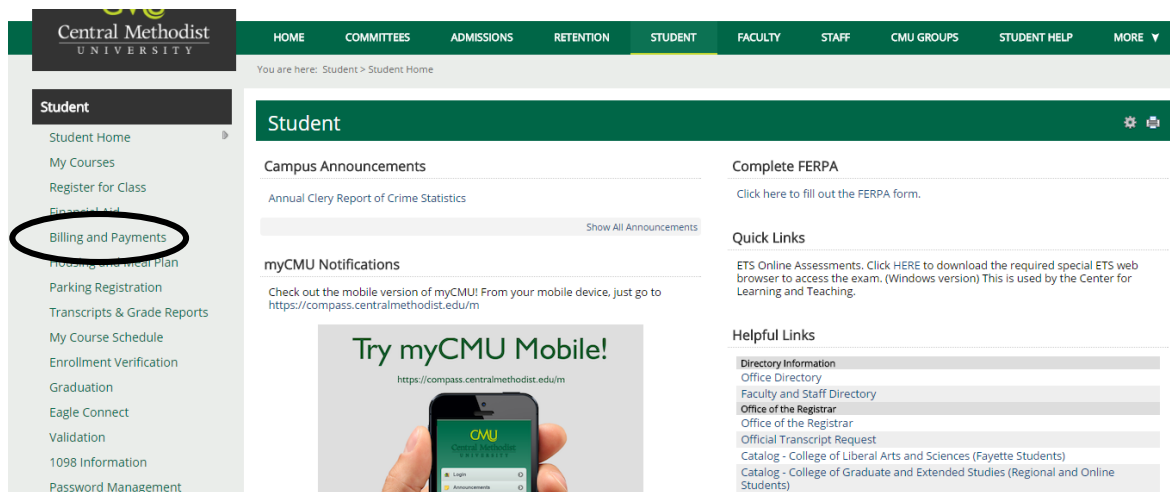 CMU
Central Methodist
UNIVERSITY
HOME COMMITTEES ADMISSIONS RETENTION STUDENT FACULTY STAFF CMU GROUPS STUDENT HELP MORE
You are here: Student > Student Home
Student
Student Home
My Courses
Register for Class
Financial Aid
Billing and Payments
Housing and Meal Plan
Parking Registration
Transcripts & Grade Reports
My Course Schedule
Enrollment Verification
Graduation
Eagle Connect
Validation
1098 Information
Password Management
Student
Campus Announcements
Annual Clery Report of Crime Statistics
Show All Announcements
myCMU Notifications
Check out the mobile version of myCMU! From your mobile device, just go to
https://compass.centralmethodist.edu/m
Try myCMU Mobile!
https://compass.centralmethodist.edu/m
CMU
Central Methodist
UNIVERSITY
Login
Announcements
Complete FERPA
Click here to fill out the FERPA form.
Quick Links
ETS Online Assessments. Click HERE to download the required special ETS web
browser to access the exam. (Windows version) This is used by the Center for
Learning and Teaching.
Helpful Links
Directory Information
Office Directory
Faculty and Staff Directory
Office of the Registrar
Office of the Registrar
Official Transcript Request
Catalog - College of Liberal Arts and Sciences (Fayette Students)
Catalog - College of Graduate and Extended Studies (Regional and Online
Students)